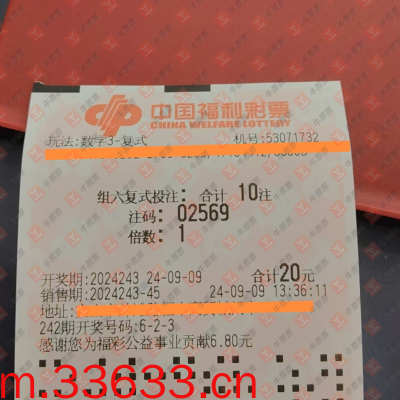 中国福利彩票
CHINA WELFARE LOTTERY
玩法:数字3-复式 机号:53071732
组六复式投注: 合计 10注
注码: 02569
倍数: 1
开奖期:2024243 24-09-09 合计20元
销售期:2024243-45 24-09-09 13:36:11
地址:
242期开奖号码:6-2-3
感谢您为福彩公益事业贡献6.80元
m.33633.cn